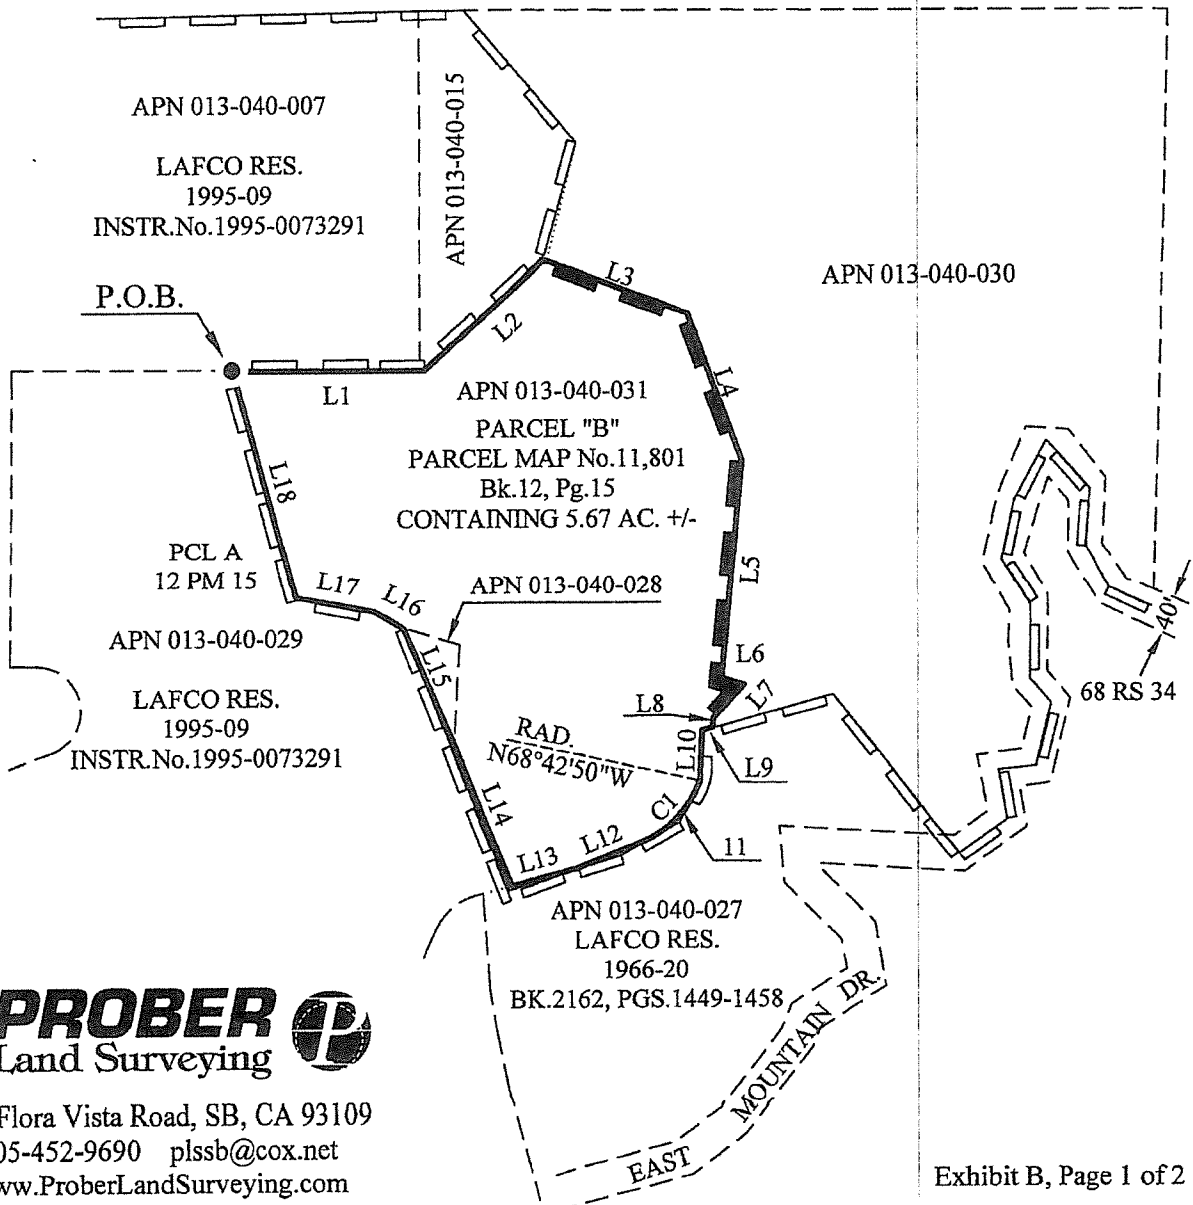 APN 013-040-007
LAFCO RES.
1995-09
INSTR.No.1995-0073291
APN 013-040-015
P.O.B.
L1
L2
L3
APN 013-040-030
L4
APN 013-040-031
PARCEL "B"
PARCEL MAP No.11,801
Bk.12, Pg.15
CONTAINING 5.67 AC. +/-
L18
PCL A
12 PM 15
L17
L16
APN 013-040-028
L5
40'
68 RS 34
APN 013-040-029
LAFCO RES.
1995-09
INSTR.No.1995-0073291
L15
L6
L7
L8
RAD.
N68°42'50"W
L10
L9
L14
C1
11
L13
L12
APN 013-040-027
LAFCO RES.
1966-20
BK.2162, PGS.1449-1458
EAST MOUNTAIN DR.
PROBER
Land Surveying
P
Flora Vista Road, SB, CA 93109
05-452-9690 plssb@cox.net
ww.ProberLandSurveying.com
Exhibit B, Page 1 of 2